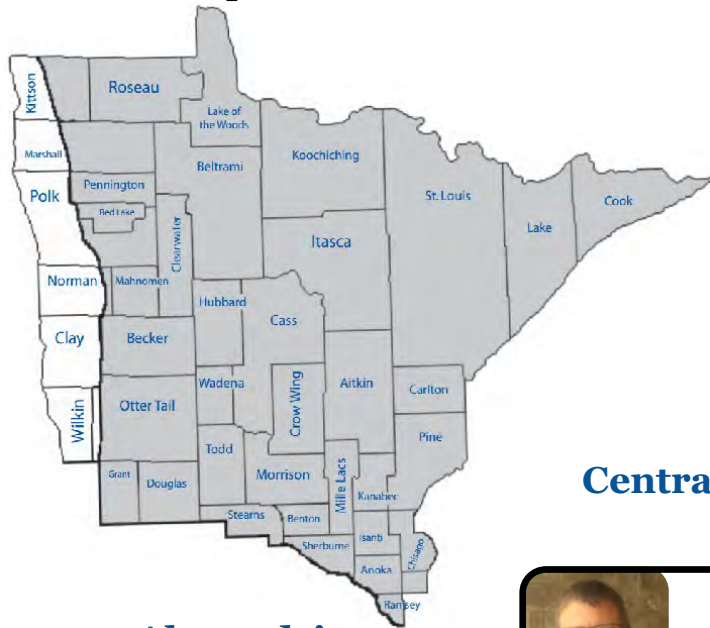 Kittson
Roseau
Lake of
the Woods
Marshall
Koochiching
Beltrami
Pennington
Polk
St. Louis
Cook
Red Lake
Lake
Clearwater
Itasca
Norman
Mahnomen
Hubbard
Cass
Clay
Becker
Wadena
Aitkin
Carlton
Crow Wing
Otter Tail
Wilkin
Pine
Todd
Grant
Douglas
Morrison
Mille Lacs
Kanabec
Centra
Stearns
Benton
Sherburne
Isanti
Chisago
Anoka
Ramsey